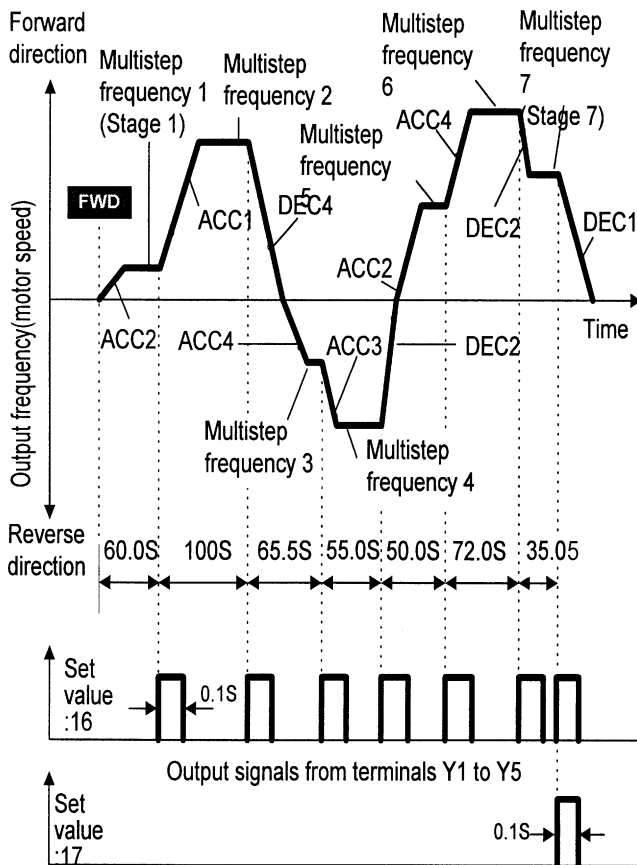 Forward
direction
Multistep
frequency 1
(Stage 1)
Multistep
frequency 2
Multistep
frequency
5
Multistep
frequency
6
Multistep
frequency
7
(Stage 7)
FWD
ACC1
DEC4
ACC4
ACC2
DEC2
DEC1
ACC2
ACC4
ACC3
DEC2
Time
Multistep
frequency 3
Multistep
frequency 4
Output frequency(motor speed)
Reverse
direction
60.0S
100S
65.5S
55.0S
50.0S
72.0S
35.05
Set
value
:16
0.1S
Output signals from terminals Y1 to Y5
Set
value
:17
0.1S